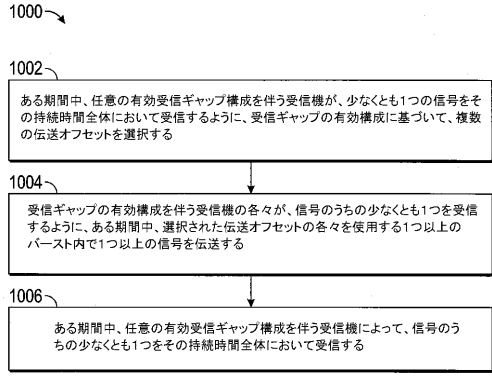 1000
1002
ある期間中、任意の有効受信ギャップ構成を伴う受信機が、少なくとも1つの信号をそ
の持続時間全体において受信するように、受信ギャップの有効構成に基づいて、複数
の伝送オフセットを選択する
1004
受信ギャップの有効構成を伴う受信機の各々が、信号のうちの少なくとも1つを受信
するように、ある期間中、選択された伝送オフセットの各々を使用する1つ以上の
バースト内で1つ以上の信号を伝送する
1006
ある期間中、任意の有効受信ギャップ構成を伴う受信機によって、信号のう
ちの少なくとも1つをその持続時間全体において受信する